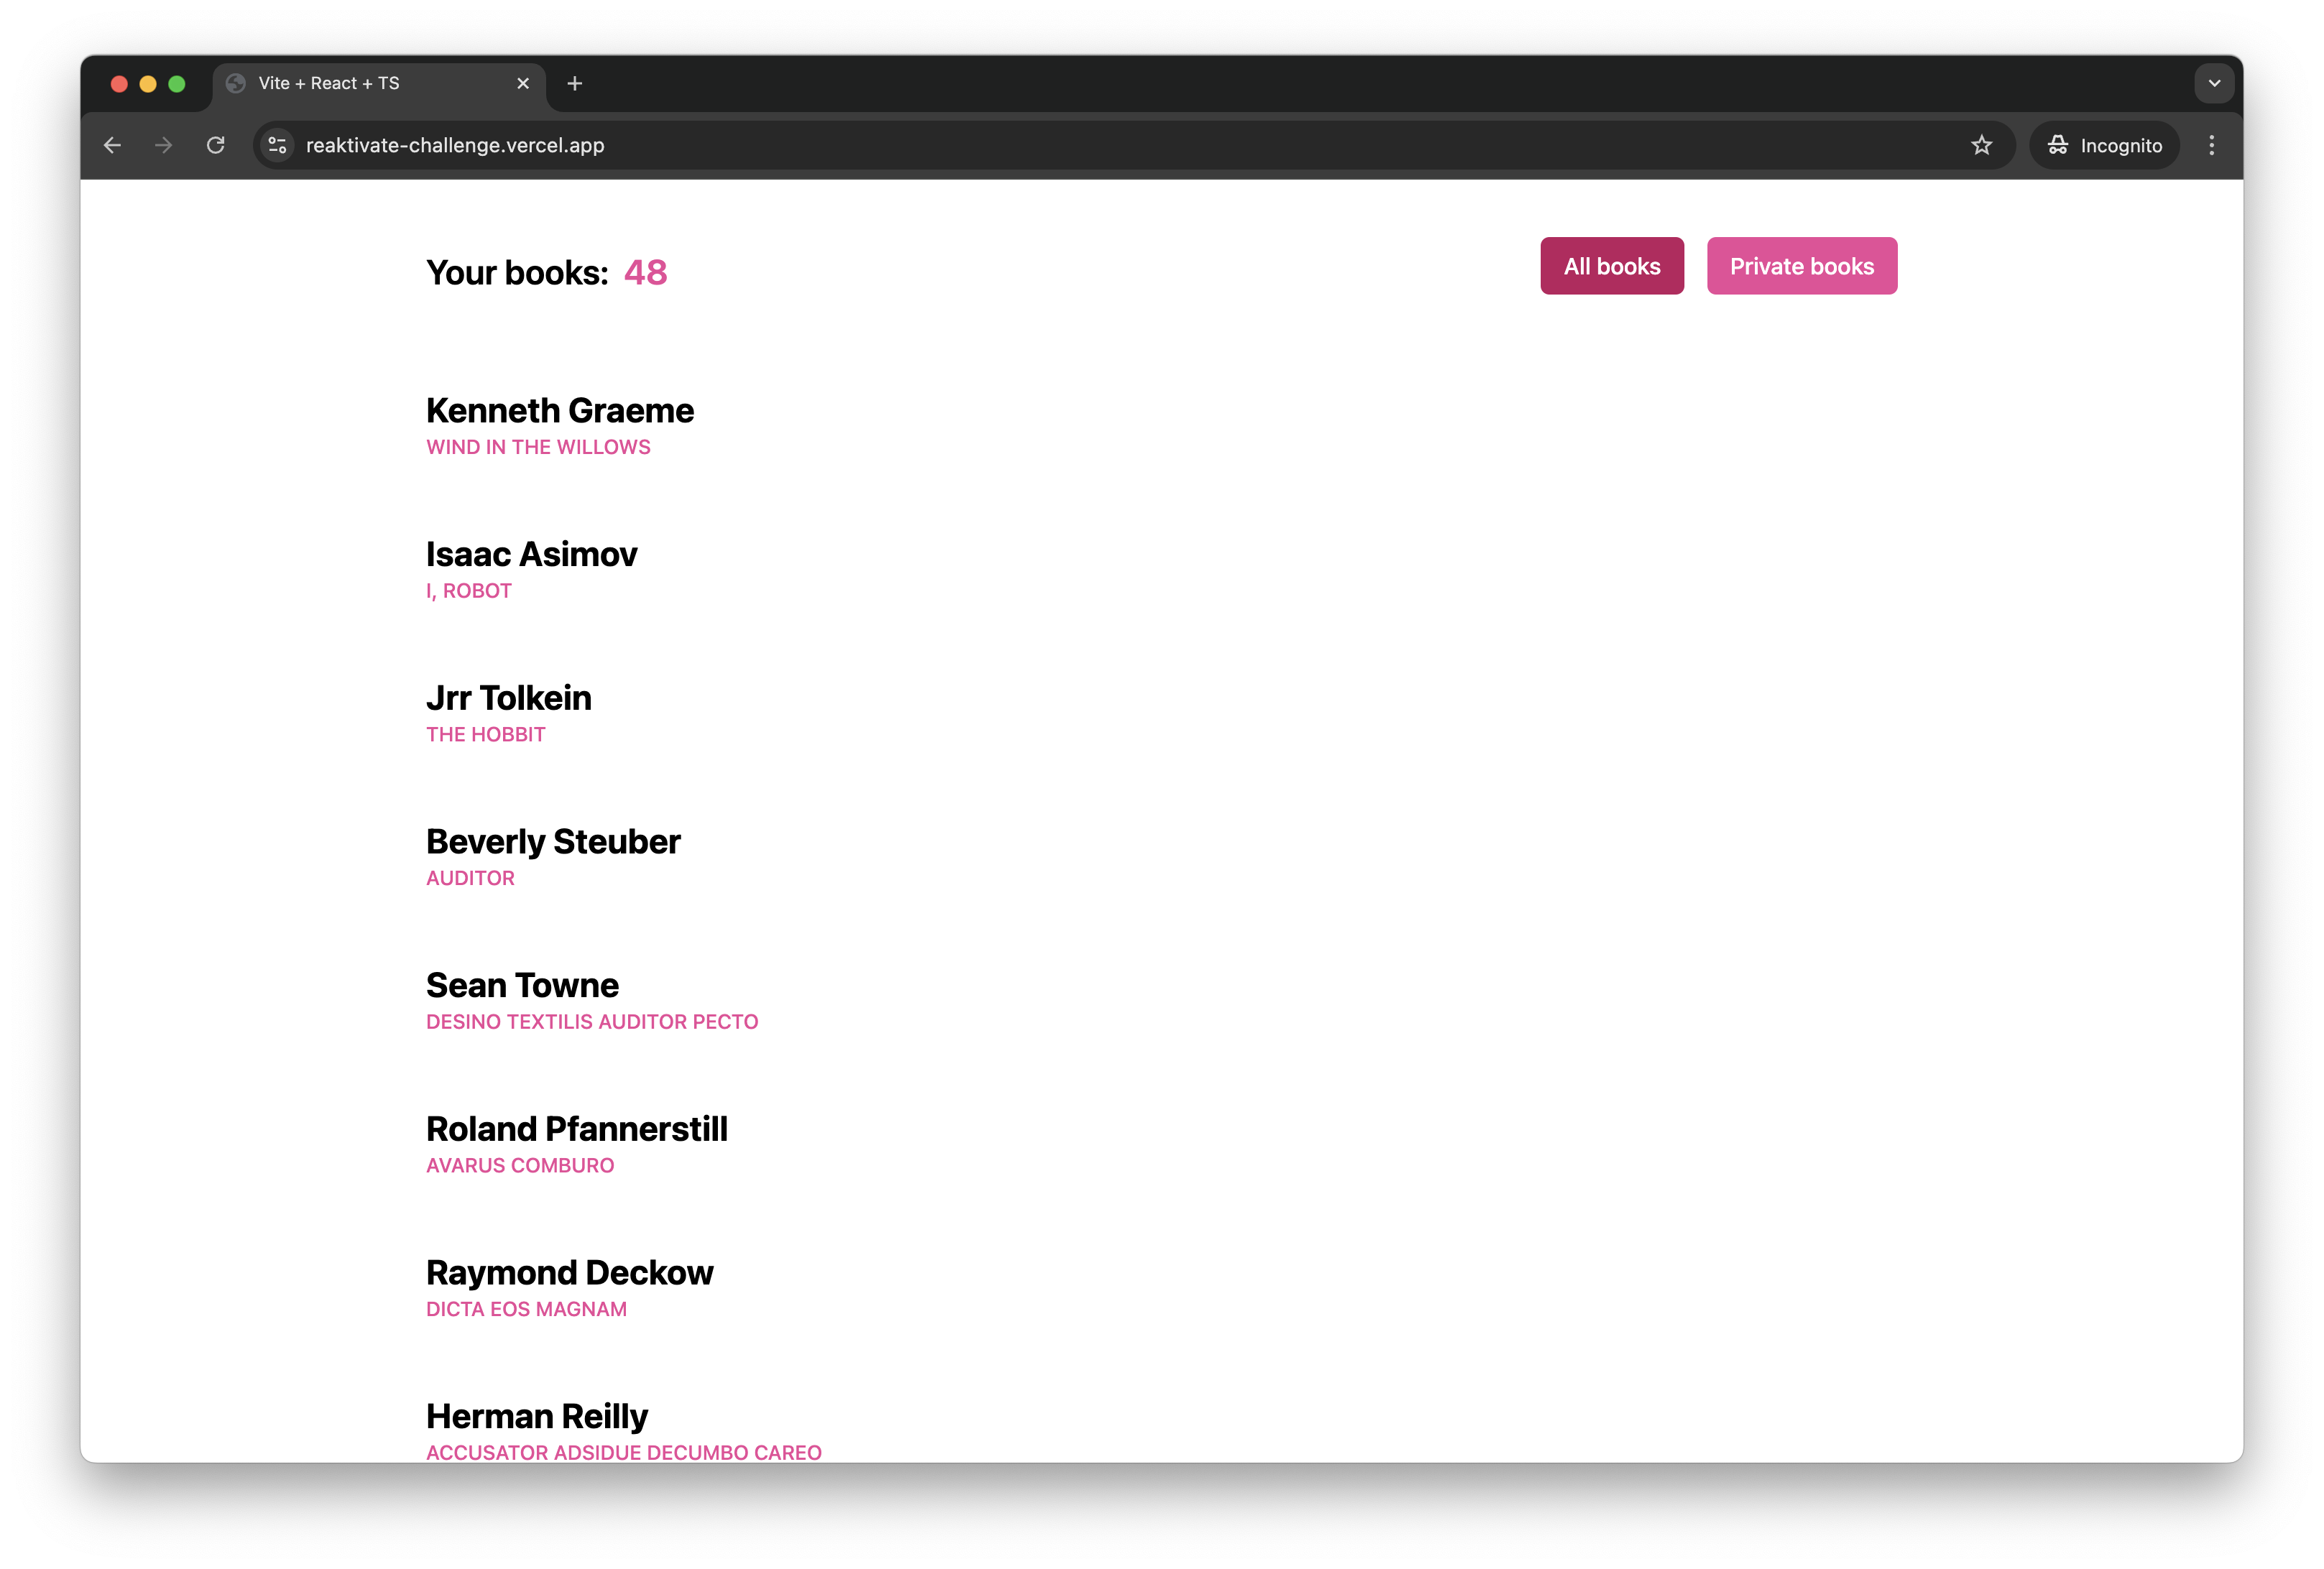 Vite + React + TS
reaktivate-challenge.vercel.app
Incognito
Your books: 48
All books
Private books
Kenneth Graeme
WIND IN THE WILLOWS
Isaac Asimov
I, ROBOT
Jrr Tolkein
THE HOBBIT
Beverly Steuber
AUDITOR
Sean Towne
DESINO TEXTILIS AUDITOR PECTO
Roland Pfannerstill
AVARUS COMBURO
Raymond Deckow
DICTA EOS MAGNAM
Herman Reilly
ACCUSATOR ADSIDUE DECUMBO CAREO